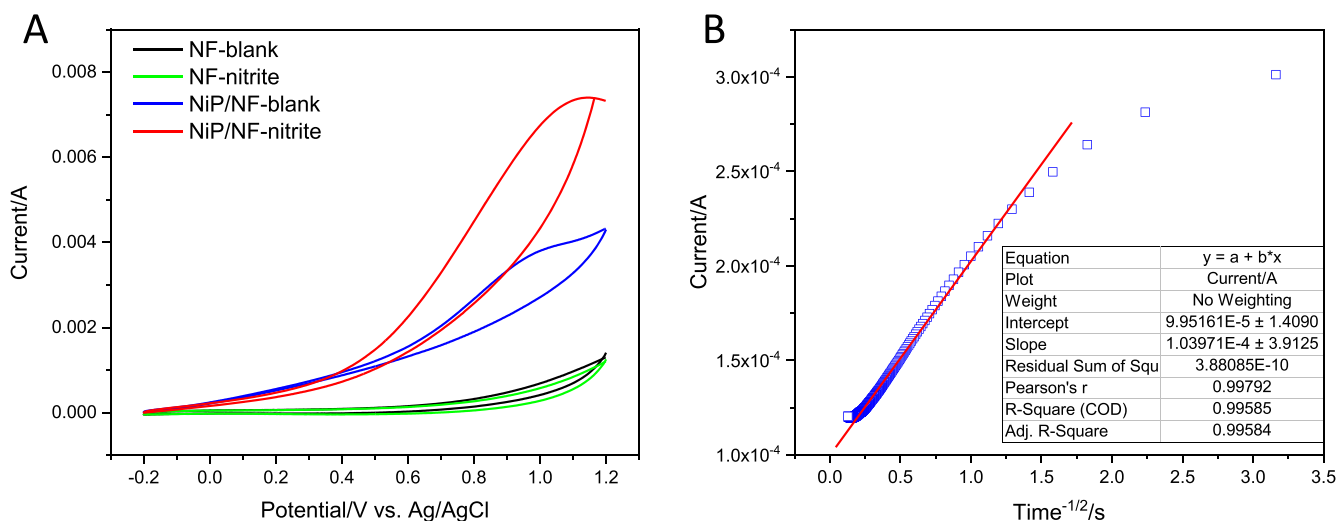 A
NF-blank
NF-nitrite
NiP/NF-blank
NiP/NF-nitrite
0.008
0.006
0.004
0.002
0.000
Current/A
-0.2 0.0 0.2 0.4 0.6 0.8 1.0 1.2
Potential/V vs. Ag/AgCl
B
3.0x10-4
2.5x10-4
2.0x10-4
1.5x10-4
1.0x10-4
Current/A
Equation y = a + b*x
Plot Current/A
Weight No Weighting
Intercept 9.95161E-5 ± 1.4090
Slope 1.03971E-4 ± 3.9125
Residual Sum of Squ 3.88085E-10
Pearson's r 0.99792
R-Square (COD) 0.99585
Adj. R-Square 0.99584
0.0 0.5 1.0 1.5 2.0 2.5 3.0 3.5
Time-1/2/s